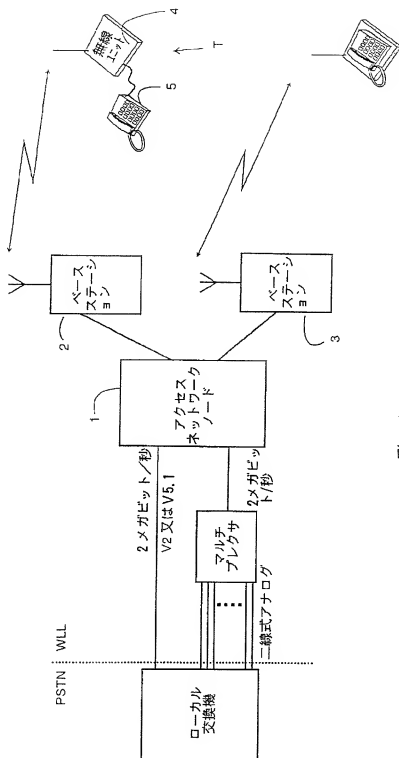 PSTN
WLL
ローカル
交換機
2メガビット/秒
V2又はV5.1
マルチ
プレクサ
二線式アナログ
2メガビッ
ト/秒
1
アクセス
ネットワーク
ノード
2
ベース
ステーシ
ョン
3
ベース
ステーシ
ョン
無線
ユニット
4
5
T